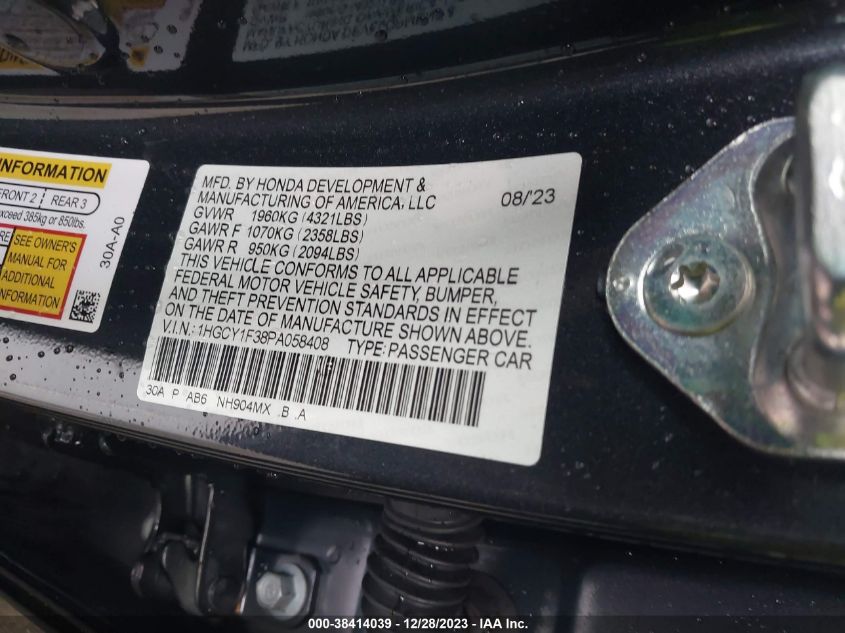 INFORMATION
FRONT 2 REAR 3
exceed 385kg or 850lbs.
SEE OWNER'S
MANUAL FOR
ADDITIONAL
INFORMATION
30A-A0
MFD. BY HONDA DEVELOPMENT &
MANUFACTURING OF AMERICA, LLC 08/'23
GVWR 1960KG (4321LBS)
GAWR F 1070KG (2358LBS)
GAWR R 950KG (2094LBS)
THIS VEHICLE CONFORMS TO ALL APPLICABLE
FEDERAL MOTOR VEHICLE SAFETY, BUMPER,
AND THEFT PREVENTION STANDARDS IN EFFECT
ON THE DATE OF MANUFACTURE SHOWN ABOVE.
V.I.N.: 1HGCY1F38PA058408 TYPE: PASSENGER CAR
30A P AB6 NH904MX B .A
000-38414039 - 12/28/2023 - IAA Inc.